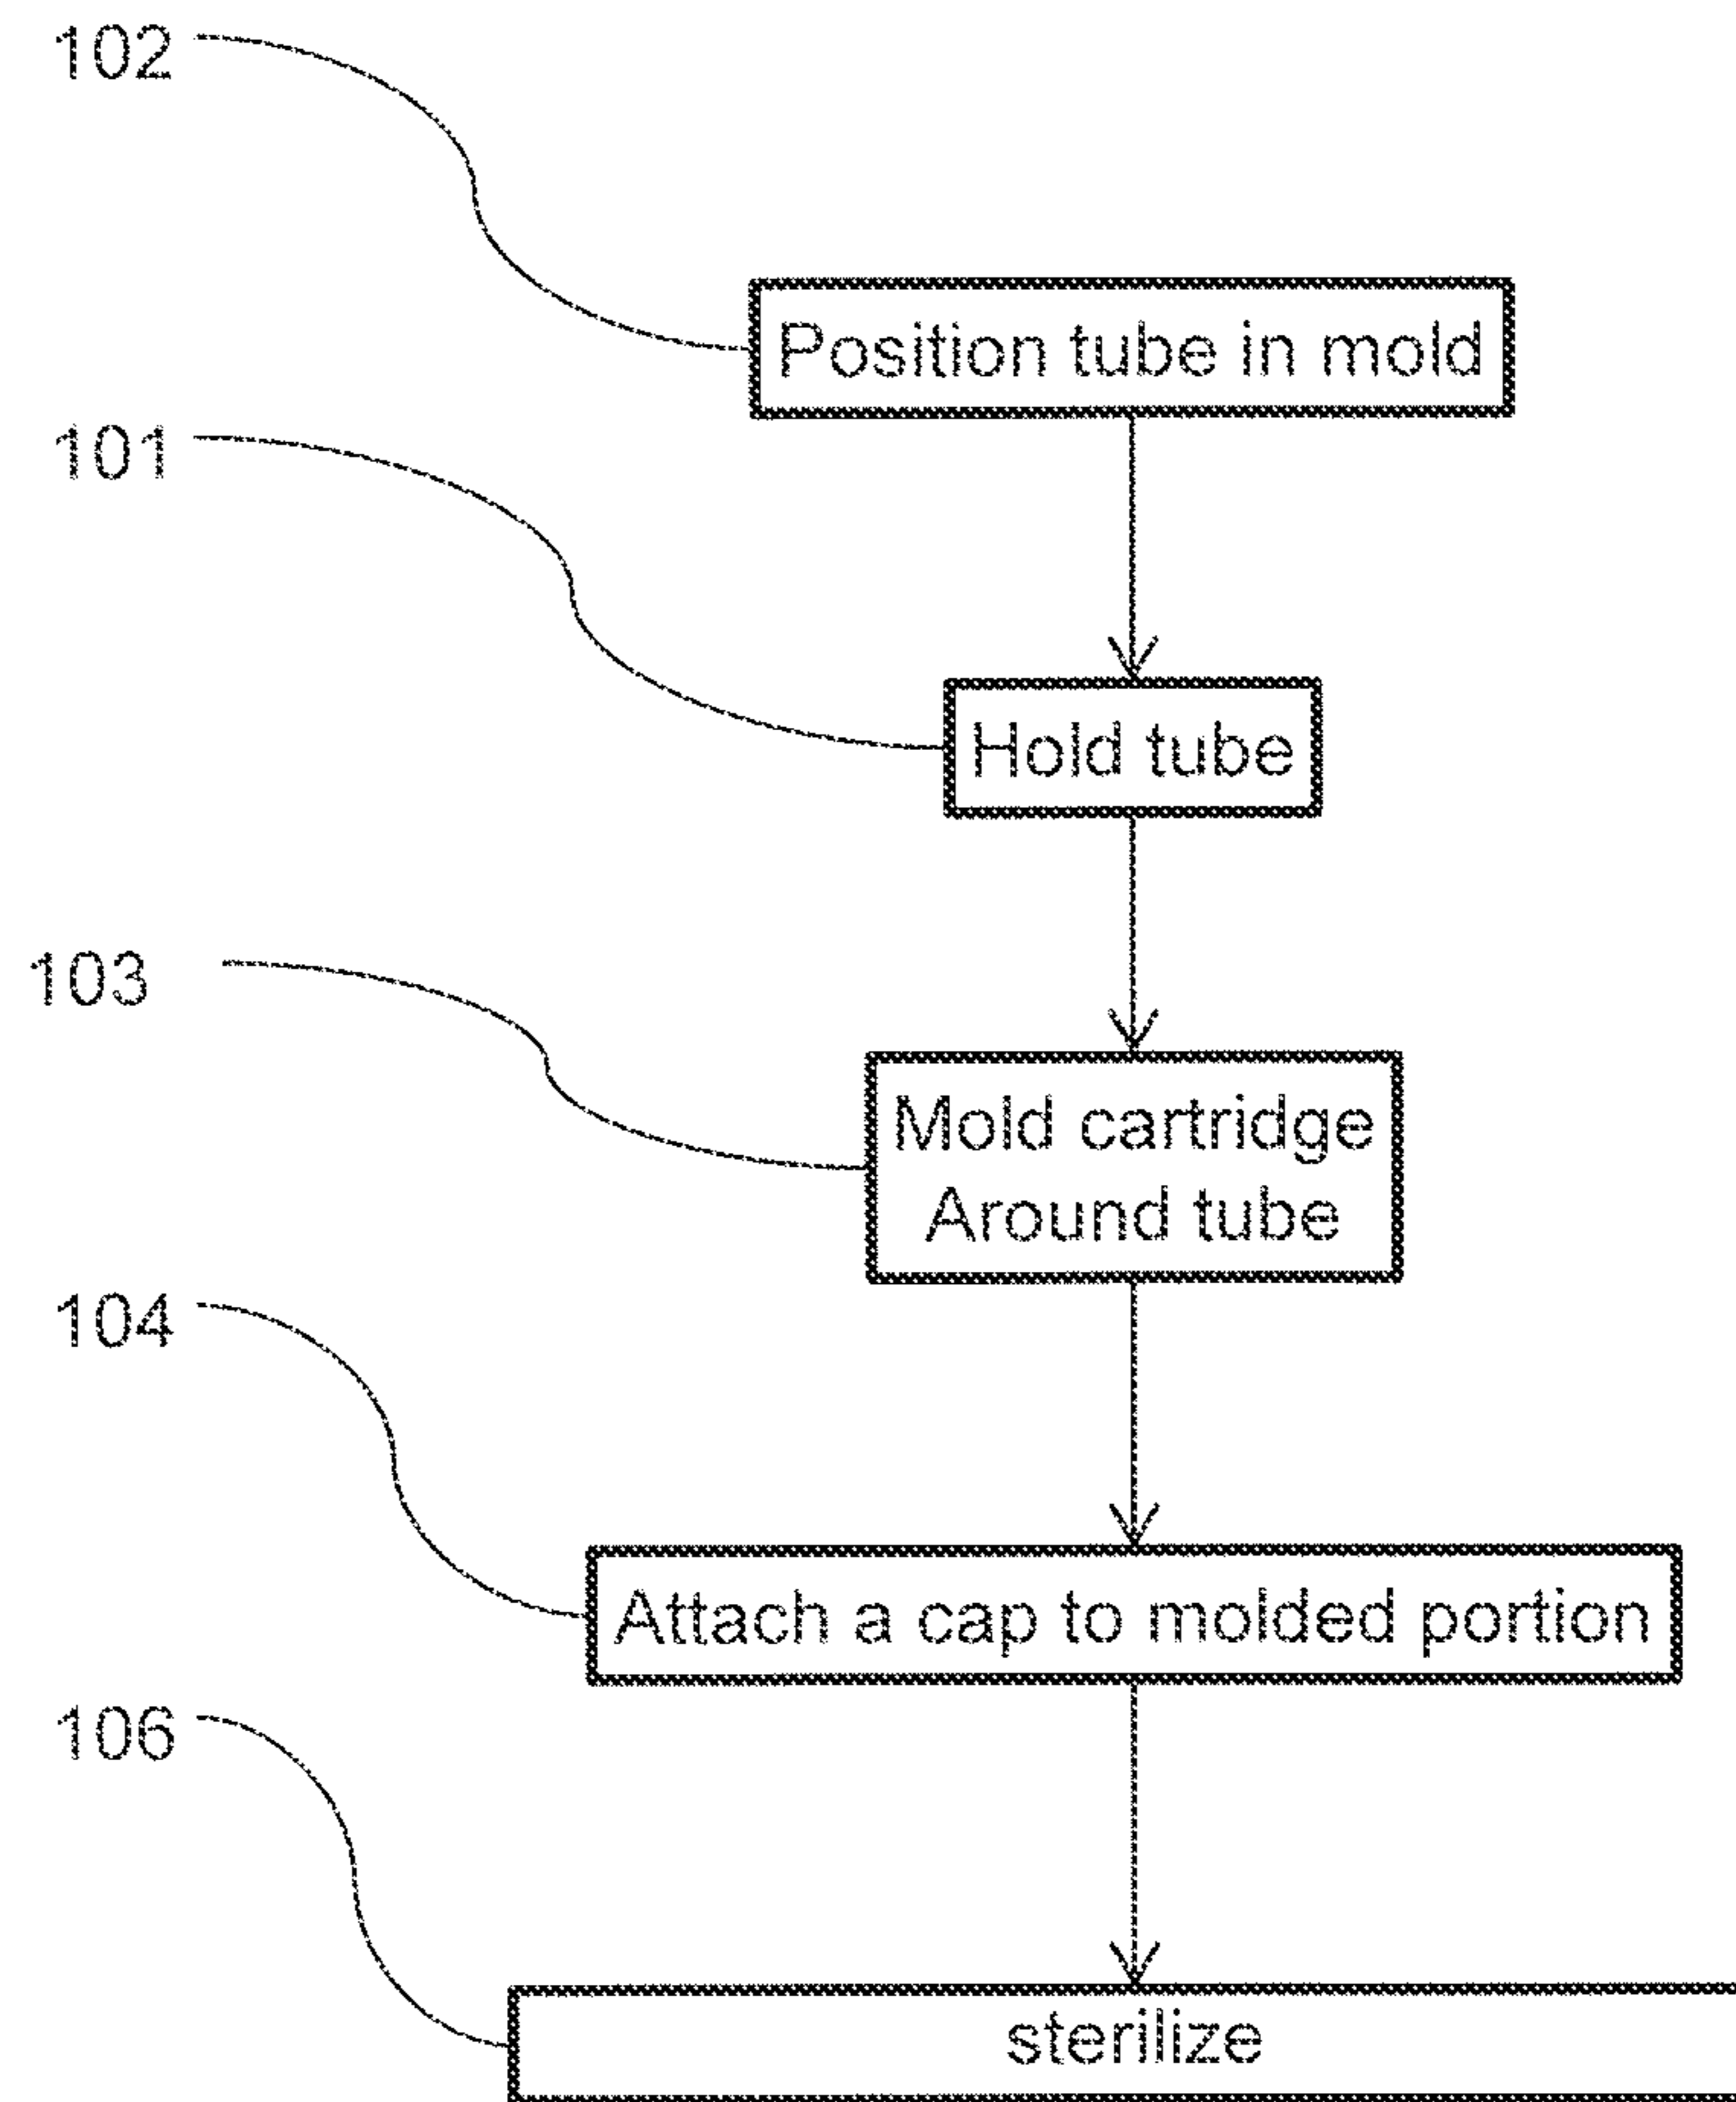 102
Position tube in mold
101
Hold tube
103
Mold cartridge
Around tube
104
Attach a cap to molded portion
106
sterilize